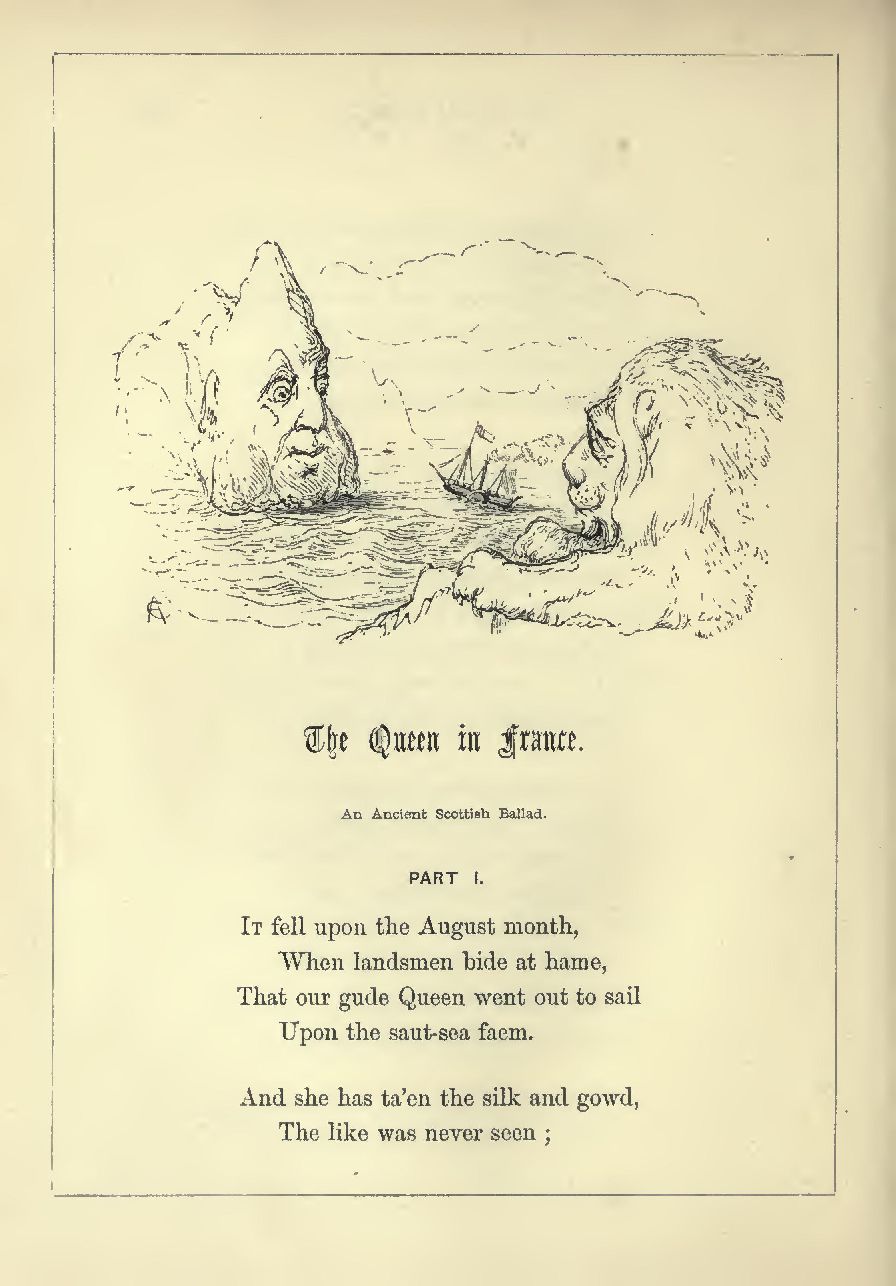 The Queen in France.
An Ancient Scottish Ballad.
PART I.
It fell upon the August month,
When landsmen bide at hame,
That our gude Queen went out to sail
Upon the saut-sea faem.
And she has ta'en the silk and gowd,
The like was never seen ;